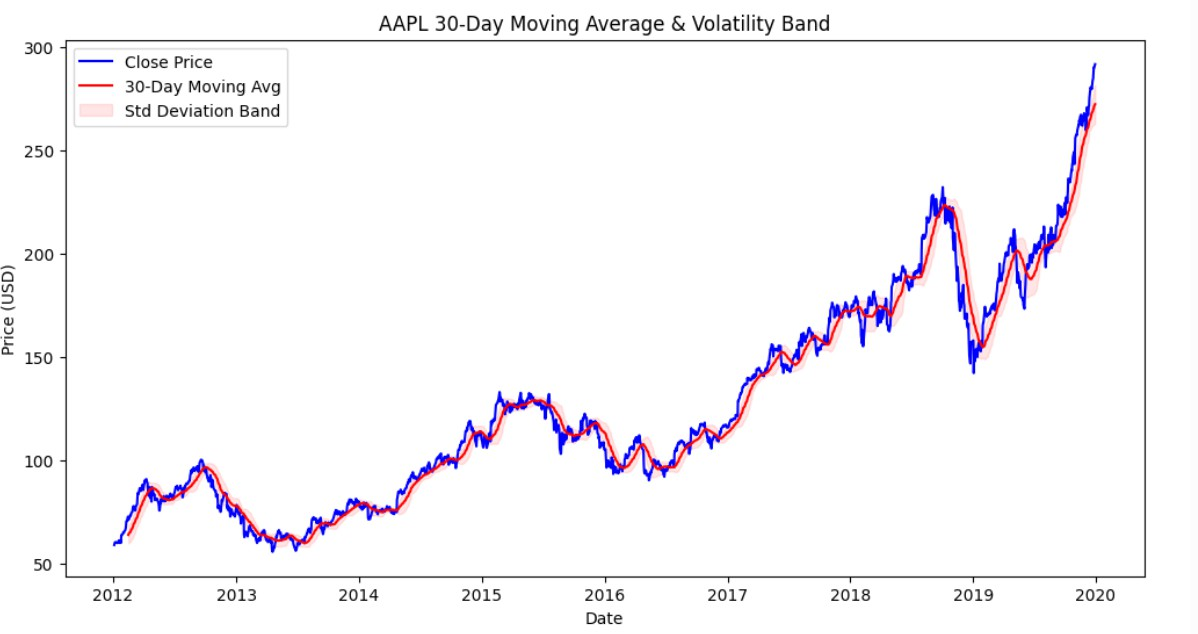 AAPL 30-Day Moving Average & Volatility Band
Close Price
30-Day Moving Avg
Std Deviation Band
300
250
200
150
100
50
Price (USD)
2012 2013 2014 2015 2016 2017 2018 2019 2020
Date